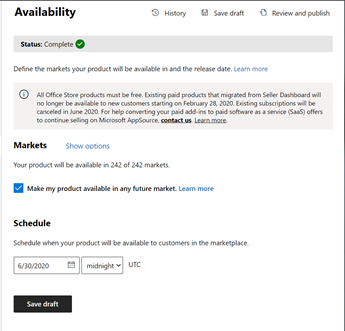 Availability
History
Save draft
Review and publish
Status: Complete
Define the markets your product will be available in and the release date. Learn more
All Office Store products must be free. Existing paid products that migrated from Seller Dashboard will
no longer be available to new customers starting on February 28, 2020. Existing subscriptions will be
canceled in June 2020. For help converting your paid add-ins to paid software as a service (SaaS) offers
to continue selling on Microsoft AppSource, contact us. Learn more.
Markets Show options
Your product will be available in 242 of 242 markets.
Make my product available in any future market. Learn more
Schedule
Schedule when your product will be available to customers in the marketplace.
6/30/2020 midnight UTC
Save draft